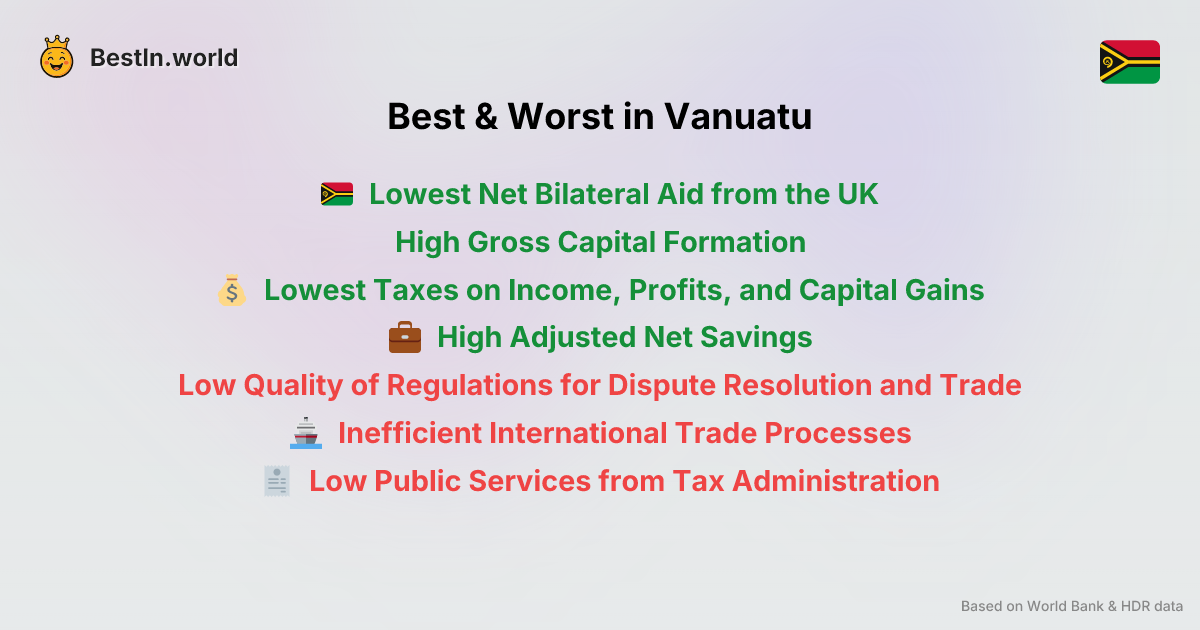 BestIn.world
Best & Worst in Vanuatu
Lowest Net Bilateral Aid from the UK
High Gross Capital Formation
Lowest Taxes on Income, Profits, and Capital Gains
High Adjusted Net Savings
Low Quality of Regulations for Dispute Resolution and Trade
Inefficient International Trade Processes
Low Public Services from Tax Administration
Based on World Bank & HDR data